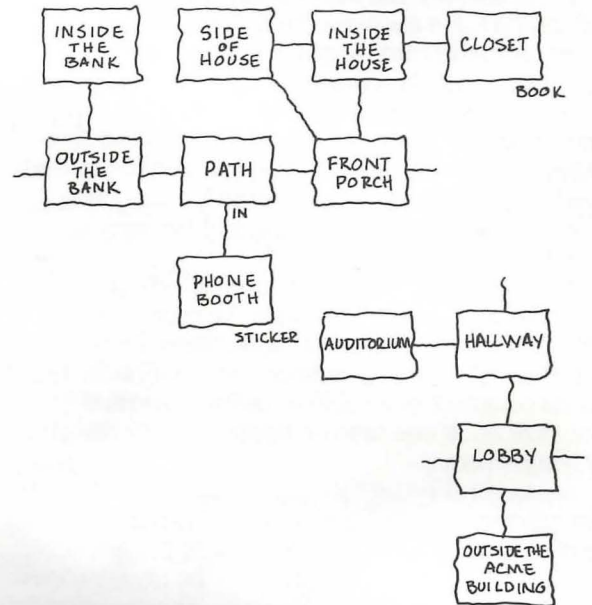 INSIDE
THE
BANK
SIDE
OF
HOUSE
INSIDE
THE
HOUSE
CLOSET
BOOK
OUTSIDE
THE
BANK
PATH
IN
FRONT
PORCH
PHONE
BOOTH
STICKER
AUDITORIUM
HALLWAY
LOBBY
OUTSIDE THE
ACME
BUILDING